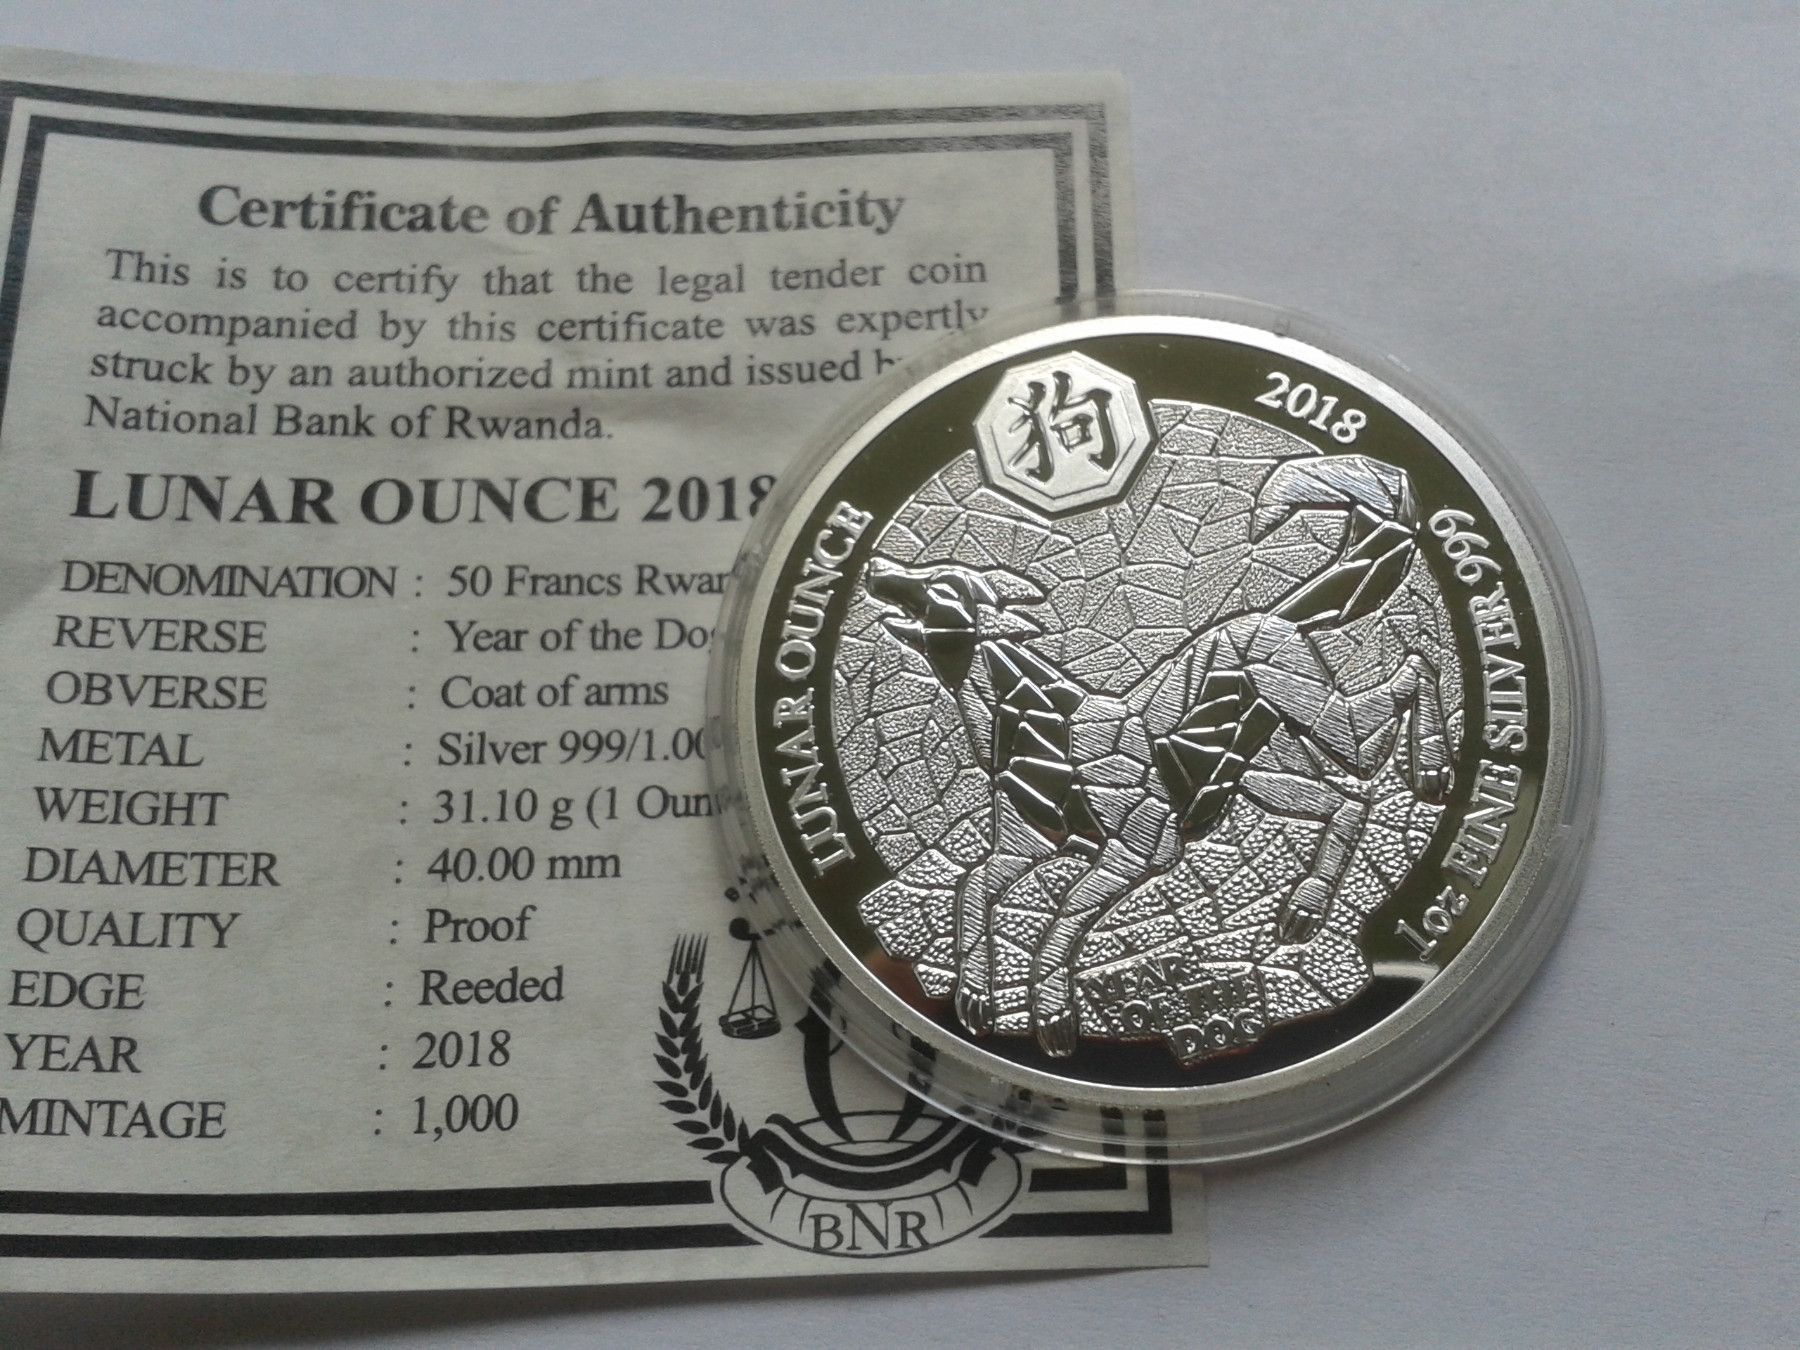 Certificate of Authenticity
This is to certify that the legal tender coin
accompanied by this certificate was expertly
struck by an authorized mint and issued
National Bank of Rwanda.
LUNAR OUNCE 2018
DENOMINATION : 50 Francs
REVERSE : Year of the
OBVERSE : Coat of arms
METAL : Silver
WEIGHT : 31.10 g (1
DIAMETER : 40.00 mm
QUALITY : Proof
EDGE : Reeded
YEAR : 2018
MINTAGE : 1,000
BNR
狗
2018
LUNAR OUNCE
1oz FINE SILVER 999
YEAR
OF THE
DOG